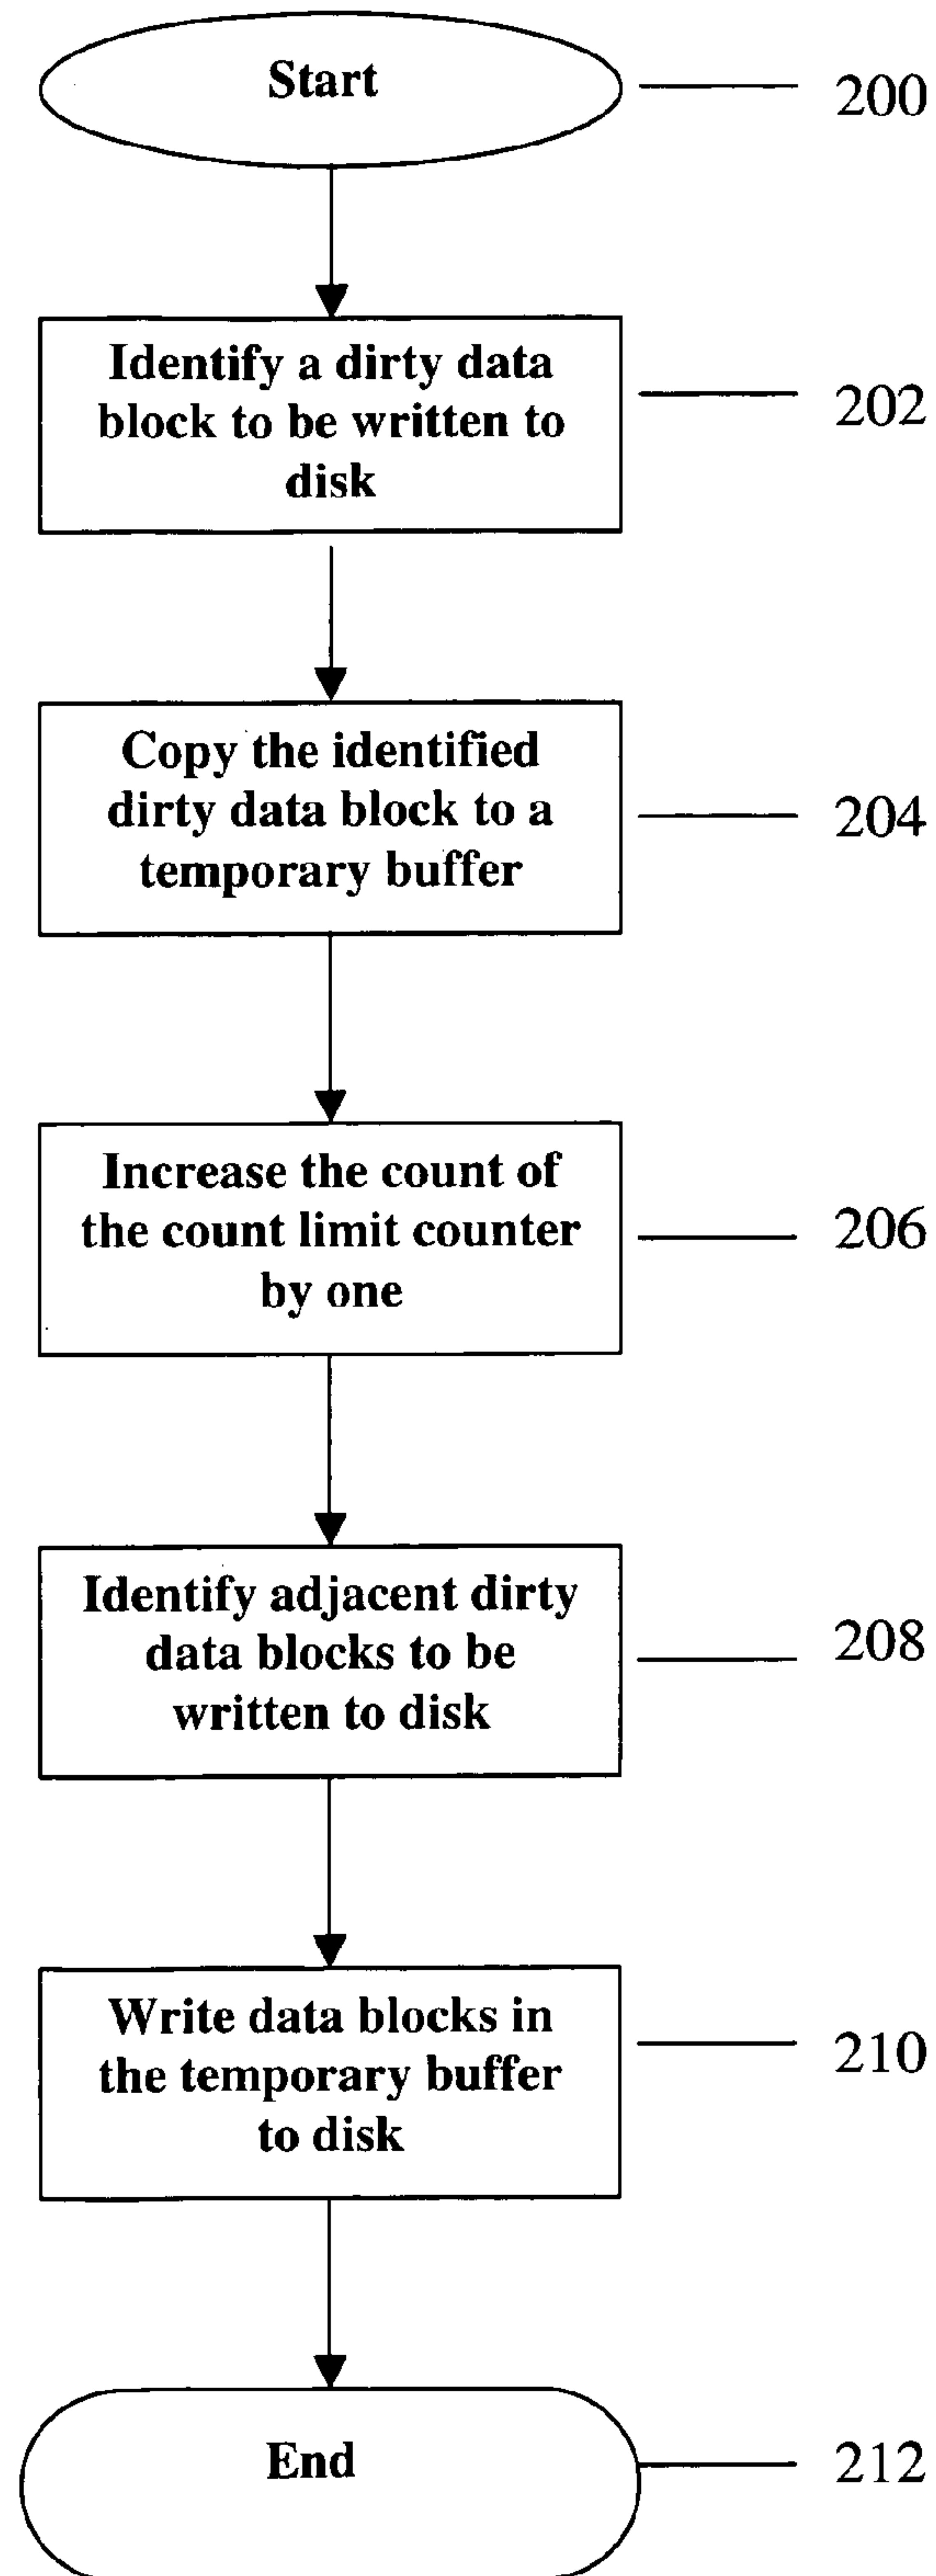 Start
200
Identify a dirty data
block to be written to
disk
202
Copy the identified
dirty data block to a
temporary buffer
204
Increase the count of
the count limit counter
by one
206
Identify adjacent dirty
data blocks to be
written to disk
208
Write data blocks in
the temporary buffer
to disk
210
End
212